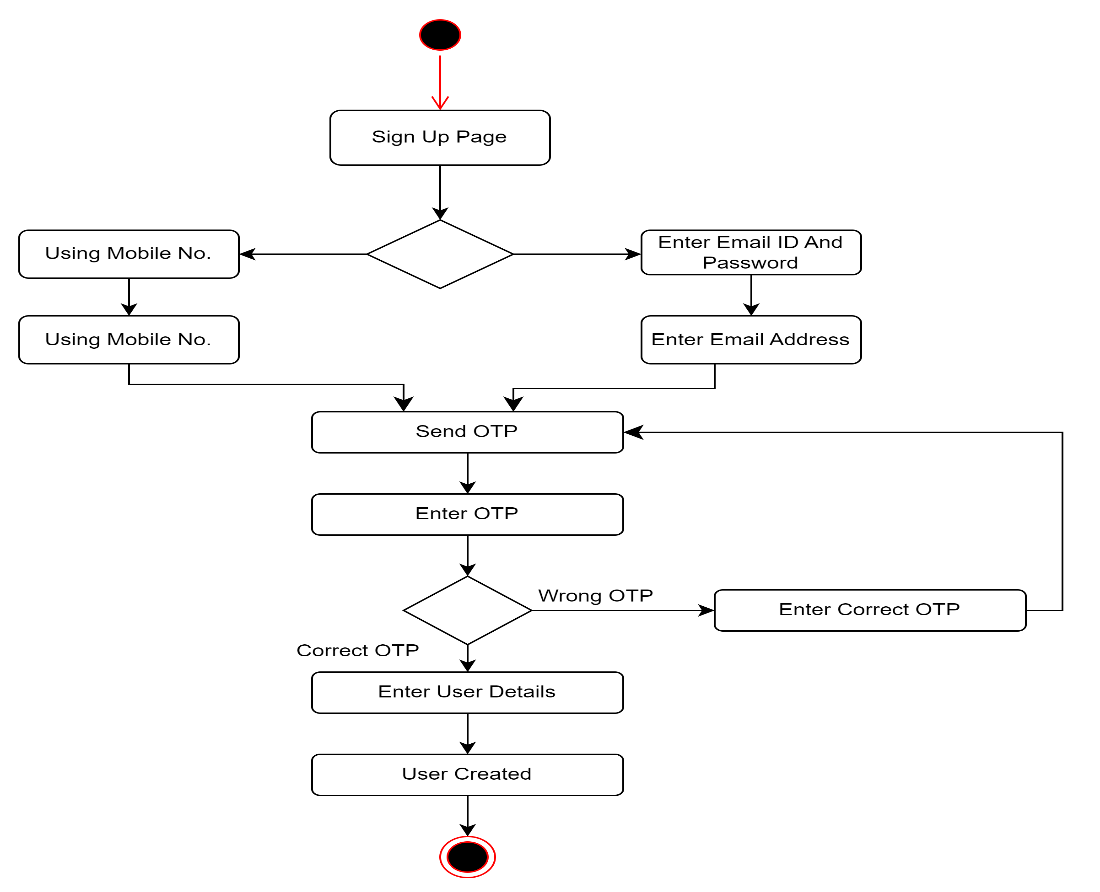 Sign Up Page
Using Mobile No.
Enter Email ID And
Password
Using Mobile No.
Enter Email Address
Send OTP
Enter OTP
Wrong OTP
Enter Correct OTP
Correct OTP
Enter User Details
User Created